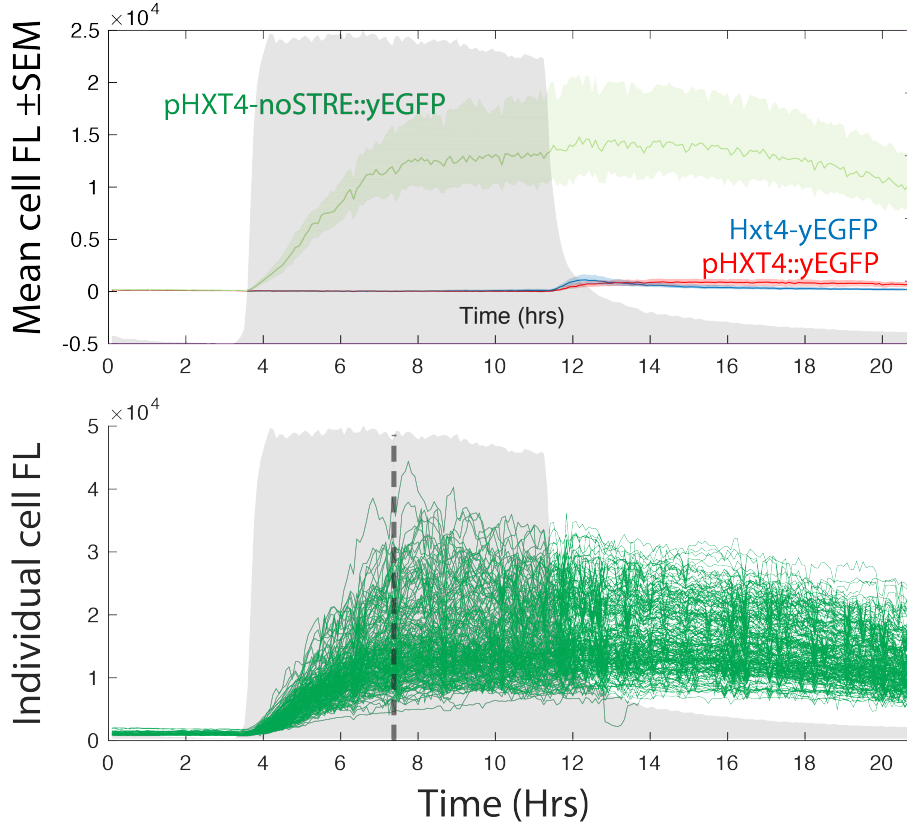 ×10⁴
Mean cell FL ±SEM
2.5
2
1.5
1
0.5
0
-0.5
pHXT4-noSTRE::yEGFP
Hxt4-yEGFP
pHXT4::yEGFP
Time (hrs)
0 2 4 6 8 10 12 14 16 18 20
×10⁴
Individual cell FL
5
4
3
2
1
0
0 2 4 6 8 10 12 14 16 18 20
Time (Hrs)